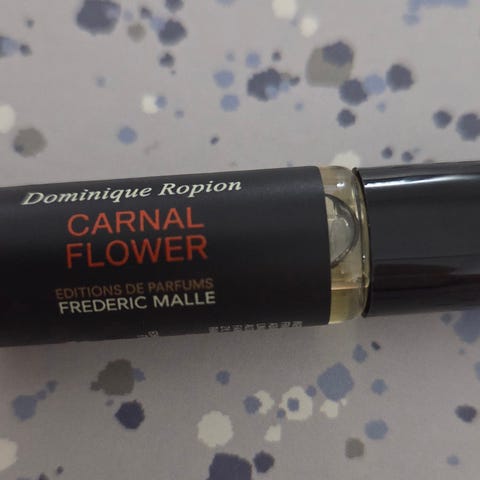 Dominique Ropion
CARNAL
FLOWER
EDITIONS DE PARFUMS
FREDERIC MALLE